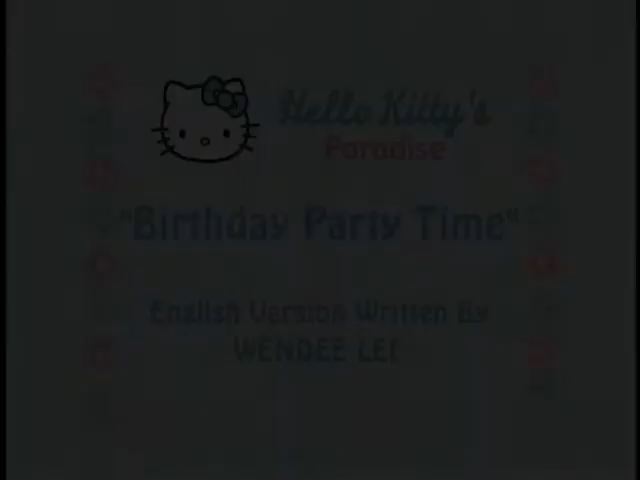 Hello Kitty's
Paradise
"Birthday Party Time"
English Version Written By
WENDEE LEE